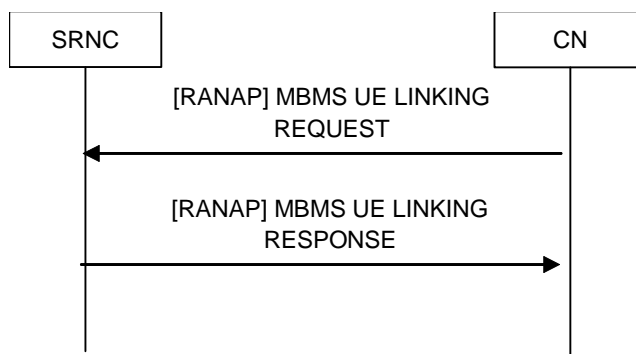 SRNC
CN
[RANAP] MBMS UE LINKING
REQUEST
[RANAP] MBMS UE LINKING
RESPONSE